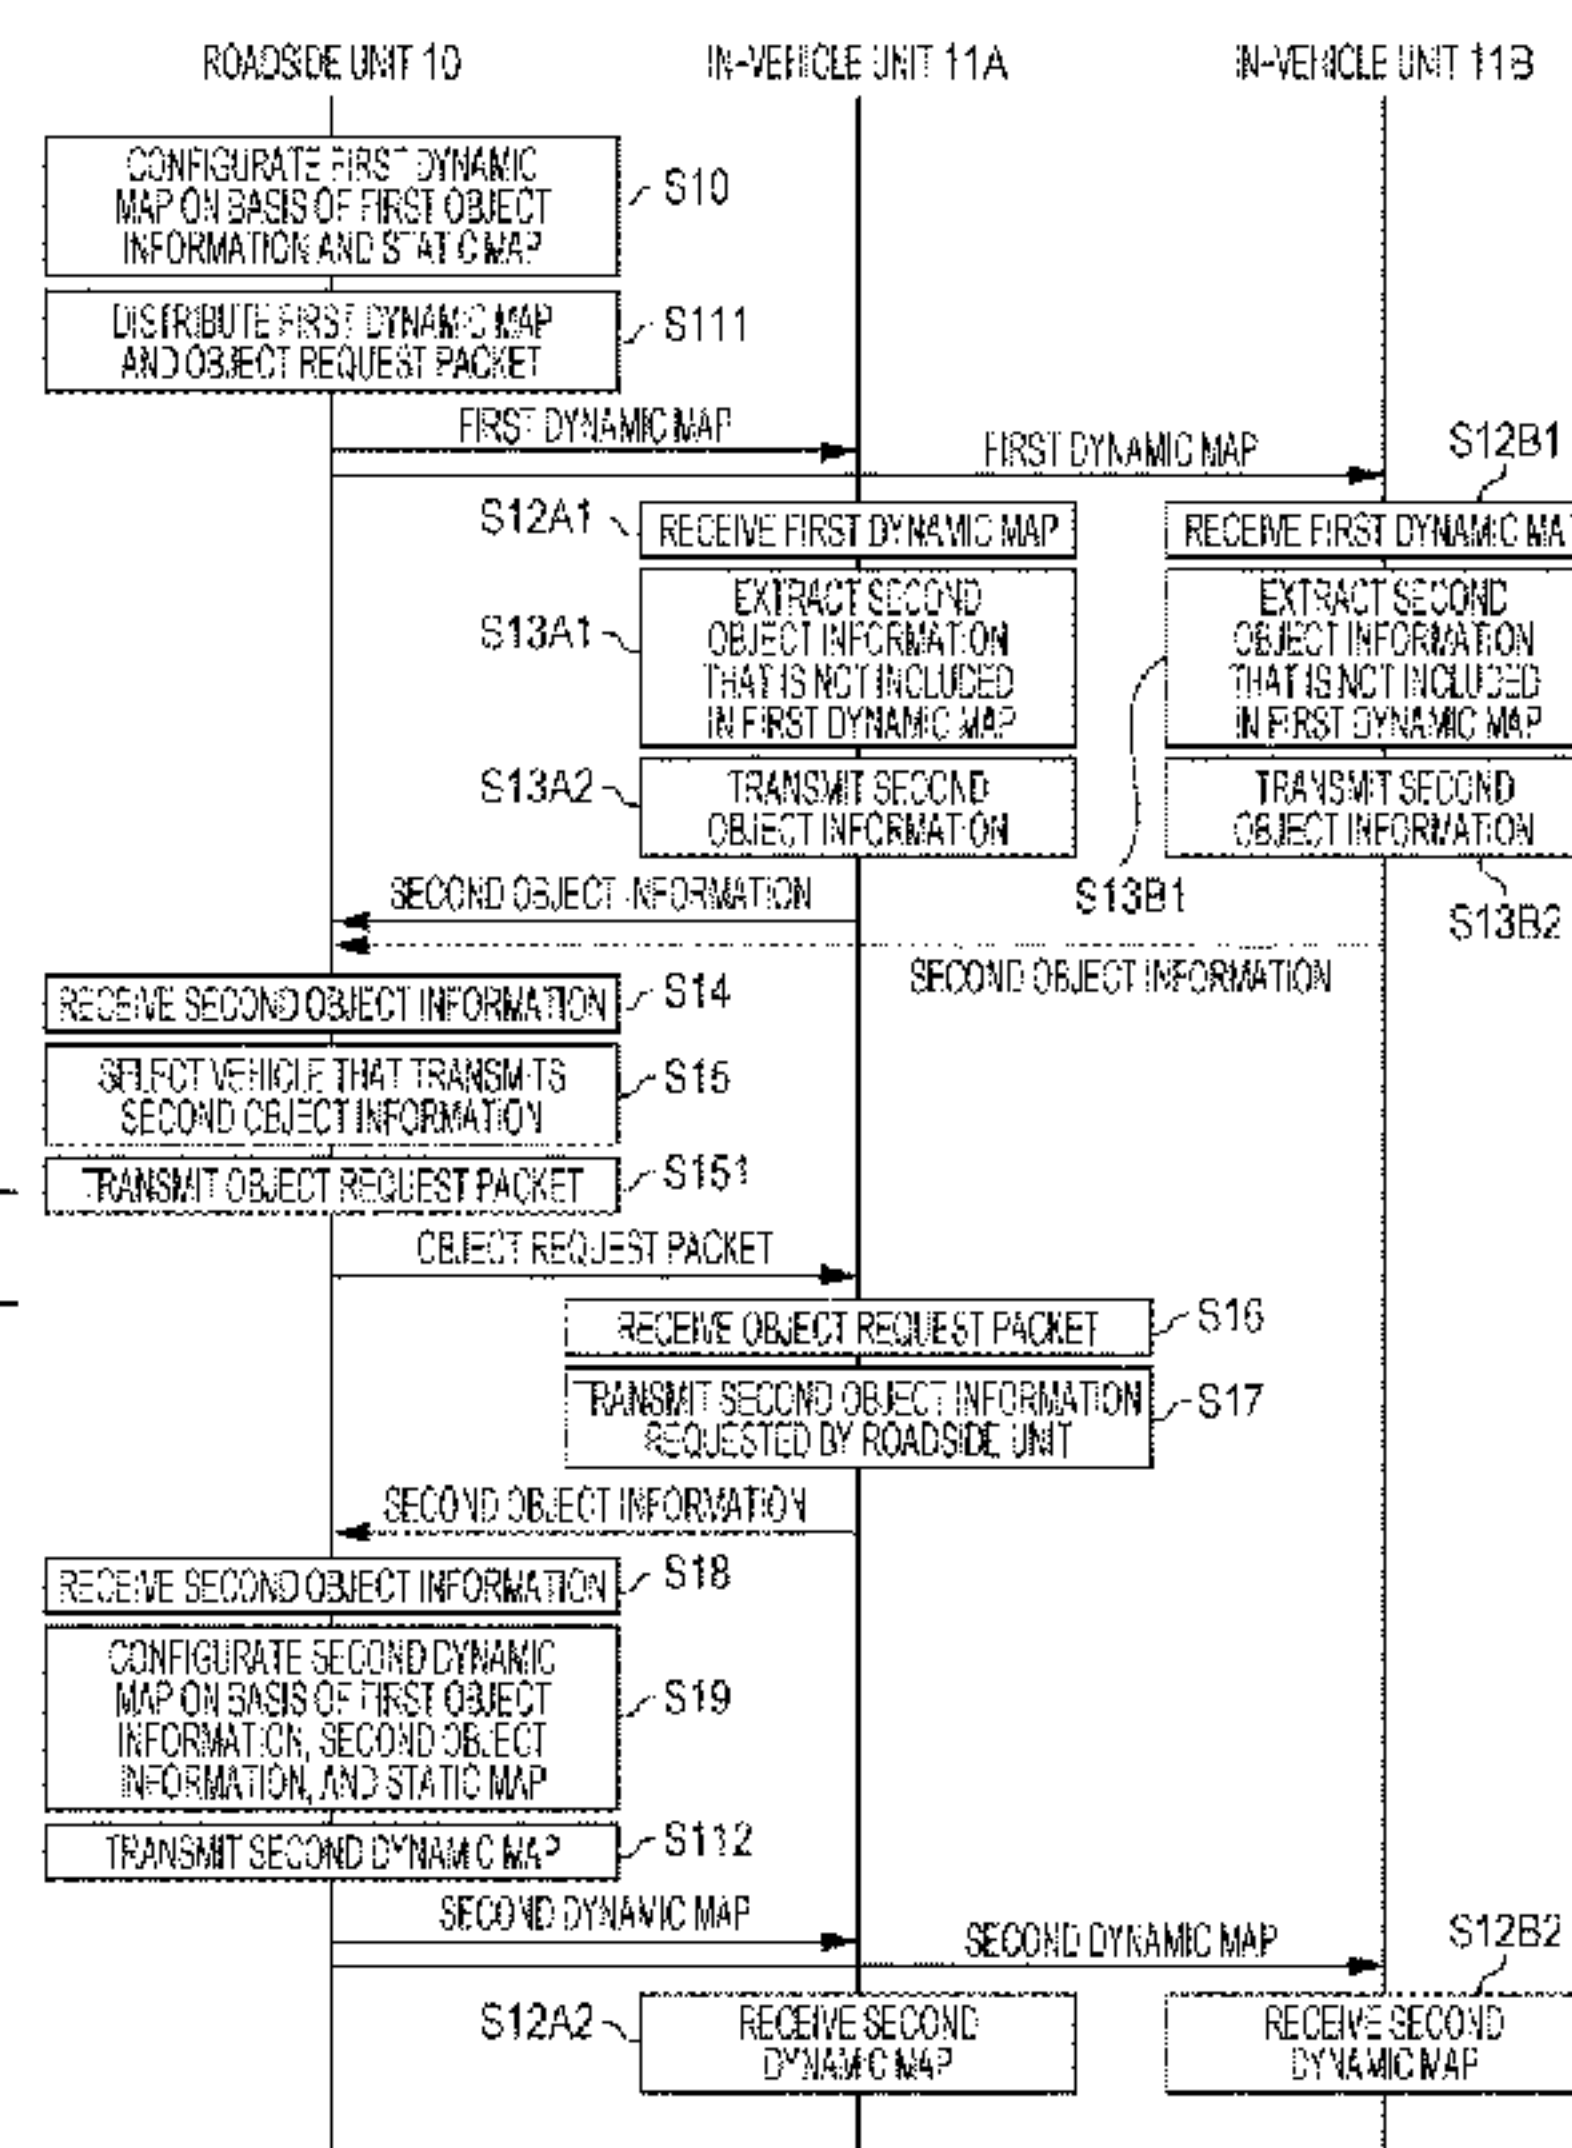 ROADSIDE UNIT 10
IN-VEHICLE UNIT 11A
IN-VEHICLE UNIT 11B
CONFIGURATE FIRST DYNAMIC
MAP ON BASIS OF FIRST OBJECT
INFORMATION AND STATIC MAP
S10
DISTRIBUTE FIRST DYNAMIC MAP
AND OBJECT REQUEST PACKET
S111
FIRST DYNAMIC MAP
FIRST DYNAMIC MAP
S12B1
S12A1
RECEIVE FIRST DYNAMIC MAP
RECEIVE FIRST DYNAMIC MA
S13A1
EXTRACT SECOND
OBJECT INFORMATION
THAT IS NOT INCLUDED
IN FIRST DYNAMIC MAP
EXTRACT SECOND
OBJECT INFORMATION
THAT IS NOT INCLUDED
IN FIRST DYNAMIC MAP
S13A2
TRANSMIT SECOND
OBJECT INFORMATION
TRANSMIT SECOND
OBJECT INFORMATION
SECOND OBJECT INFORMATION
S13B1
S13B2
SECOND OBJECT INFORMATION
RECEIVE SECOND OBJECT INFORMATION
S14
SELECT VEHICLE THAT TRANSMITS
SECOND OBJECT INFORMATION
S15
TRANSMIT OBJECT REQUEST PACKET
S151
OBJECT REQUEST PACKET
RECEIVE OBJECT REQUEST PACKET
S16
TRANSMIT SECOND OBJECT INFORMATION
REQUESTED BY ROADSIDE UNIT
S17
SECOND OBJECT INFORMATION
RECEIVE SECOND OBJECT INFORMATION
S18
CONFIGURATE SECOND DYNAMIC
MAP ON BASIS OF FIRST OBJECT
INFORMATION, SECOND OBJECT
INFORMATION, AND STATIC MAP
S19
TRANSMIT SECOND DYNAMIC MAP
S112
SECOND DYNAMIC MAP
SECOND DYNAMIC MAP
S12B2
S12A2
RECEIVE SECOND
DYNAMIC MAP
RECEIVE SECOND
DYNAMIC MAP